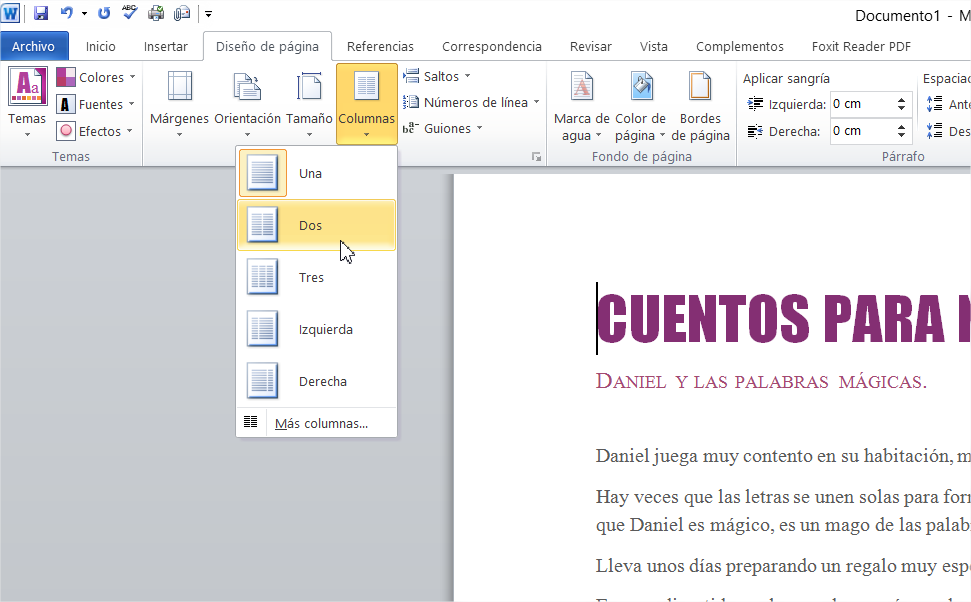 W
ABC
Documento1 - M
Archivo Inicio Insertar Diseño de página Referencias Correspondencia Revisar Vista Complementos Foxit Reader PDF
Aa Temas
Colores
Fuentes
Efectos
Márgenes Orientación Tamaño Columnas
Saltos
Números de línea
Guiones
Marca de agua Color de página Bordes de página
Aplicar sangría
Izquierda: 0 cm
Derecha: 0 cm
Espaciac
Ante
Des
Temas Fondo de página Párrafo
Una
Dos
Tres
Izquierda
Derecha
Más columnas...
CUENTOS PARA
DANIEL Y LAS PALABRAS MÁGICAS.
Daniel juega muy contento en su habitación, m
Hay veces que las letras se unen solas para form
que Daniel es mágico, es un mago de las palab
Lleva unos días preparando un regalo muy espe